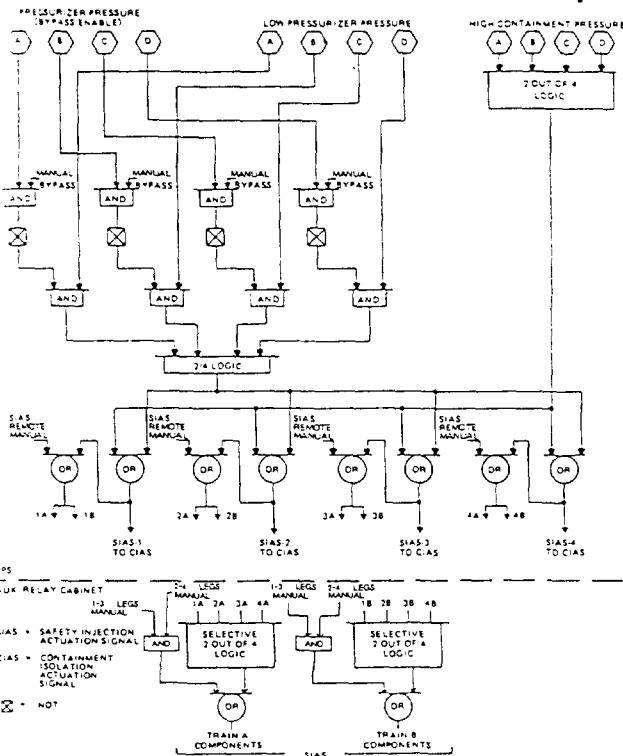 PRESSURIZER PRESSURE
(BYPASS ENABLE)
LOW PRESSURIZER PRESSURE
HIGH CONTAINMENT PRESSURE
A B C D
A B C D
A B C D
2 OUT OF 4
LOGIC
MANUAL
BYPASS
MANUAL
BYPASS
MANUAL
BYPASS
MANUAL
BYPASS
AND
AND
AND
AND
AND
AND
AND
AND
2/4 LOGIC
SIAS
REMOTE
MANUAL
SIAS
REMOTE
MANUAL
SIAS
REMOTE
MANUAL
SIAS
REMOTE
MANUAL
OR OR OR OR OR OR OR OR
1A 1B 2A 2B 3A 3B 4A 4B
SIAS-1
TO CIAS
SIAS-2
TO CIAS
SIAS-3
TO CIAS
SIAS-4
TO CIAS
PS
AUX RELAY CABINET
1-3 LEGS
MANUAL
2-4 LEGS
MANUAL
1A 2A 3A 4A
1-3 LEGS
MANUAL
2-4 LEGS
MANUAL
1B 2B 3B 4B
AND
SELECTIVE
2 OUT OF 4
LOGIC
AND
SELECTIVE
2 OUT OF 4
LOGIC
SIAS = SAFETY INJECTION
ACTUATION SIGNAL
CIAS = CONTAINMENT
ISOLATION
ACTUATION
SIGNAL
= NOT
OR
OR
TRAIN A
COMPONENTS
TRAIN B
COMPONENTS
SIAS